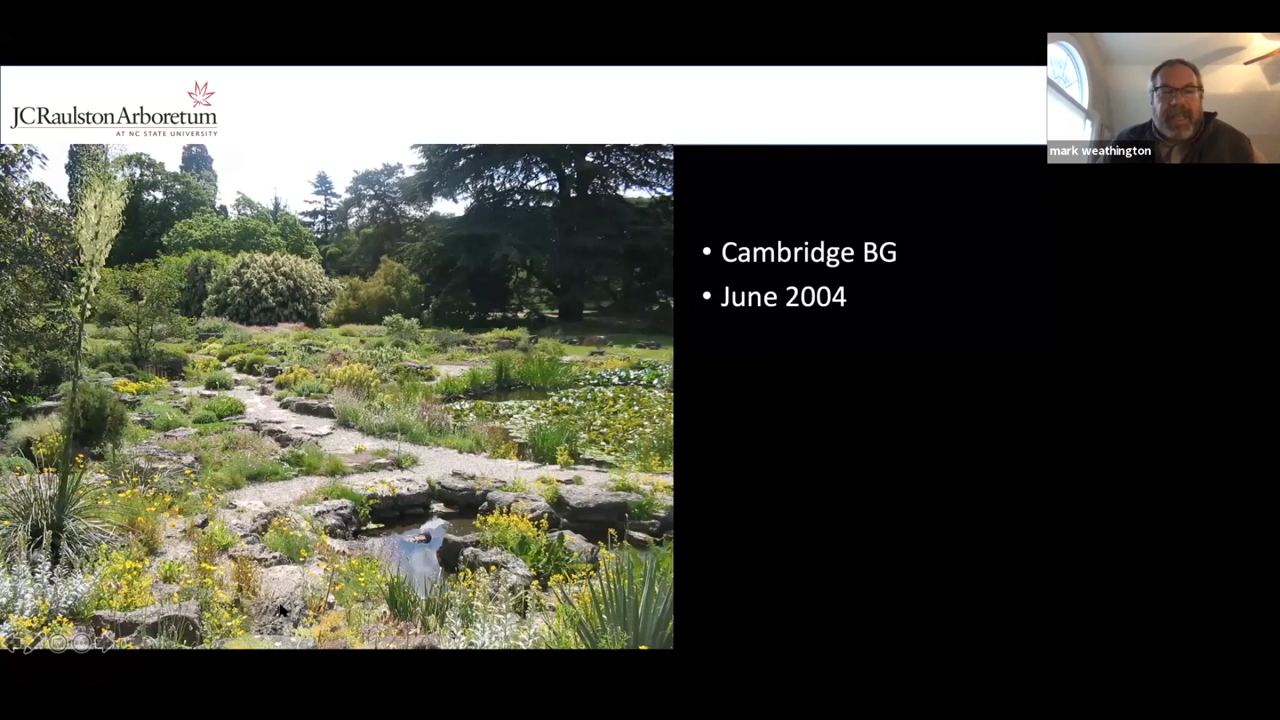 JCRaulston Arboretum
AT NC STATE UNIVERSITY
mark weathington
• Cambridge BG
• June 2004